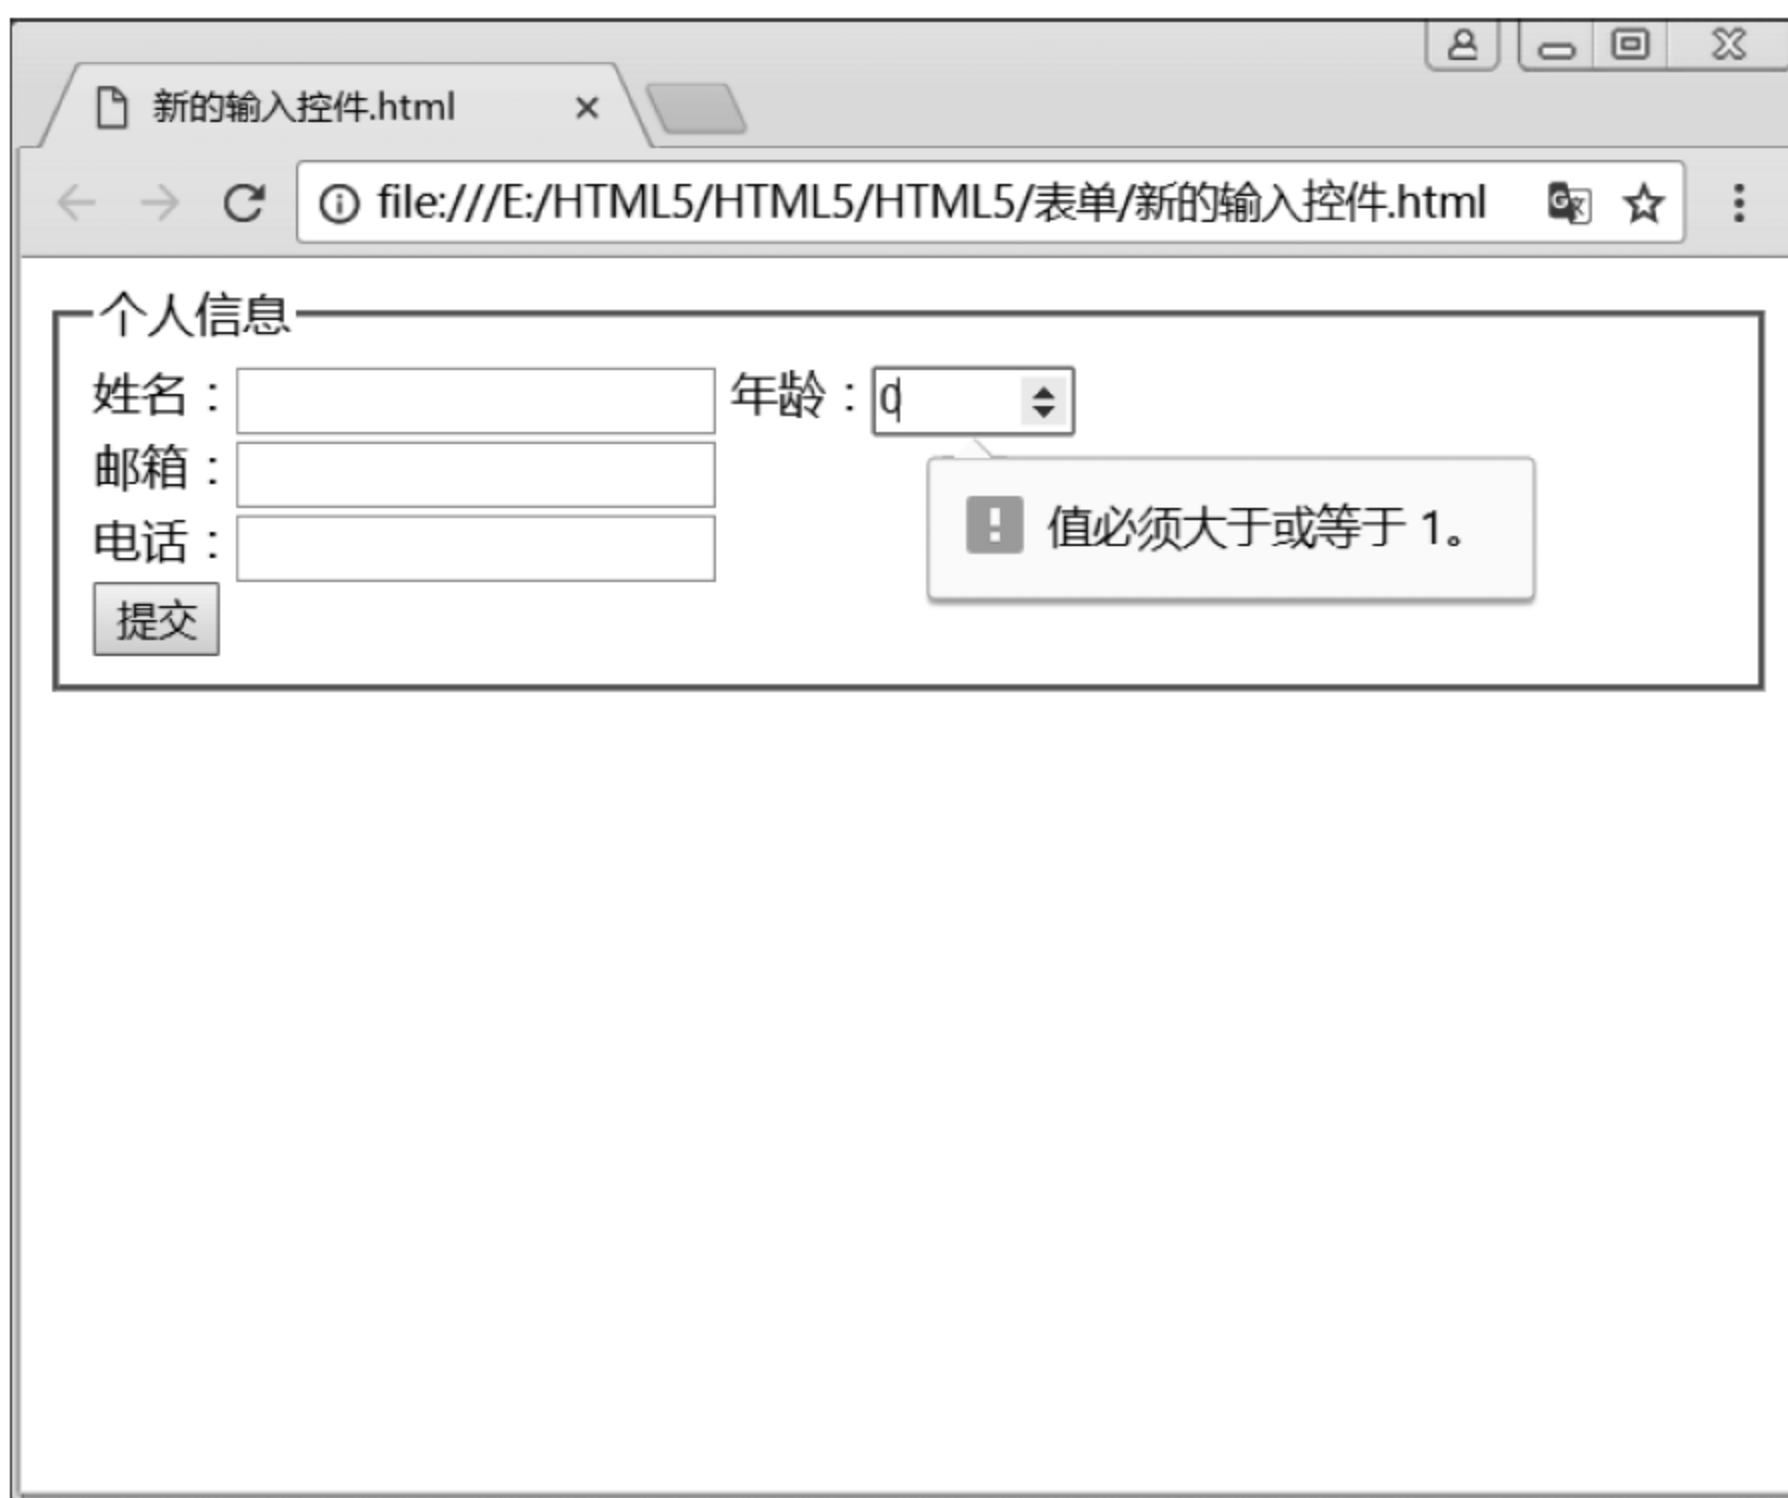 新的输入控件.html
file:///E:/HTML5/HTML5/HTML5/表单/新的输入控件.html
个人信息
姓名： 年龄：0
值必须大于或等于 1。
邮箱：
电话：
提交